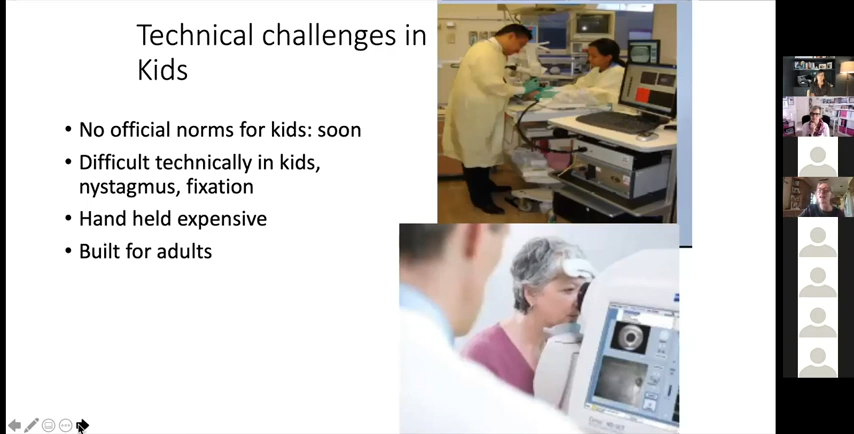 Technical challenges in
Kids
• No official norms for kids: soon
• Difficult technically in kids,
nystagmus, fixation
• Hand held expensive
• Built for adults